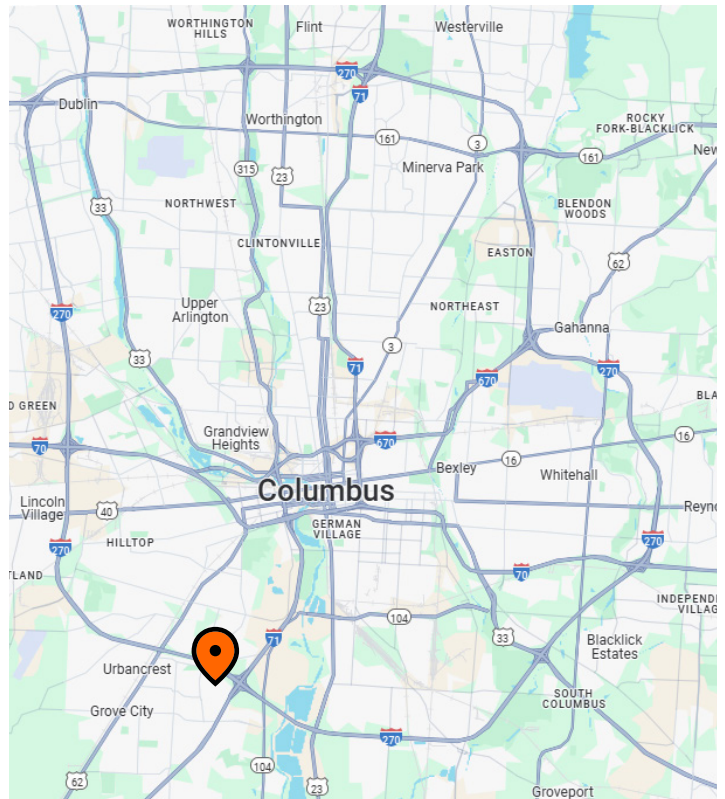 WORTHINGTON
HILLS
Flint
Westerville
270
71
Dublin
Worthington
161
3
ROCKY
FORK-BLACKLICK
161
New
Minerva Park
315
23
33
NORTHWEST
BLENDON
WOODS
CLINTONVILLE
EASTON
62
Upper
Arlington
23
NORTHEAST
270
Gahanna
33
3
71
670
270
D GREEN
BLA
Grandview
Heights
670
16
70
Bexley
16
Whitehall
Columbus
Lincoln
Village
40
Reyno
GERMAN
VILLAGE
HILLTOP
270
270
TLAND
70
INDEPENDEN
VILLAG
104
71
33
Blacklick
Estates
Urbancrest
SOUTH
COLUMBUS
Grove City
270
104
62
23
Groveport